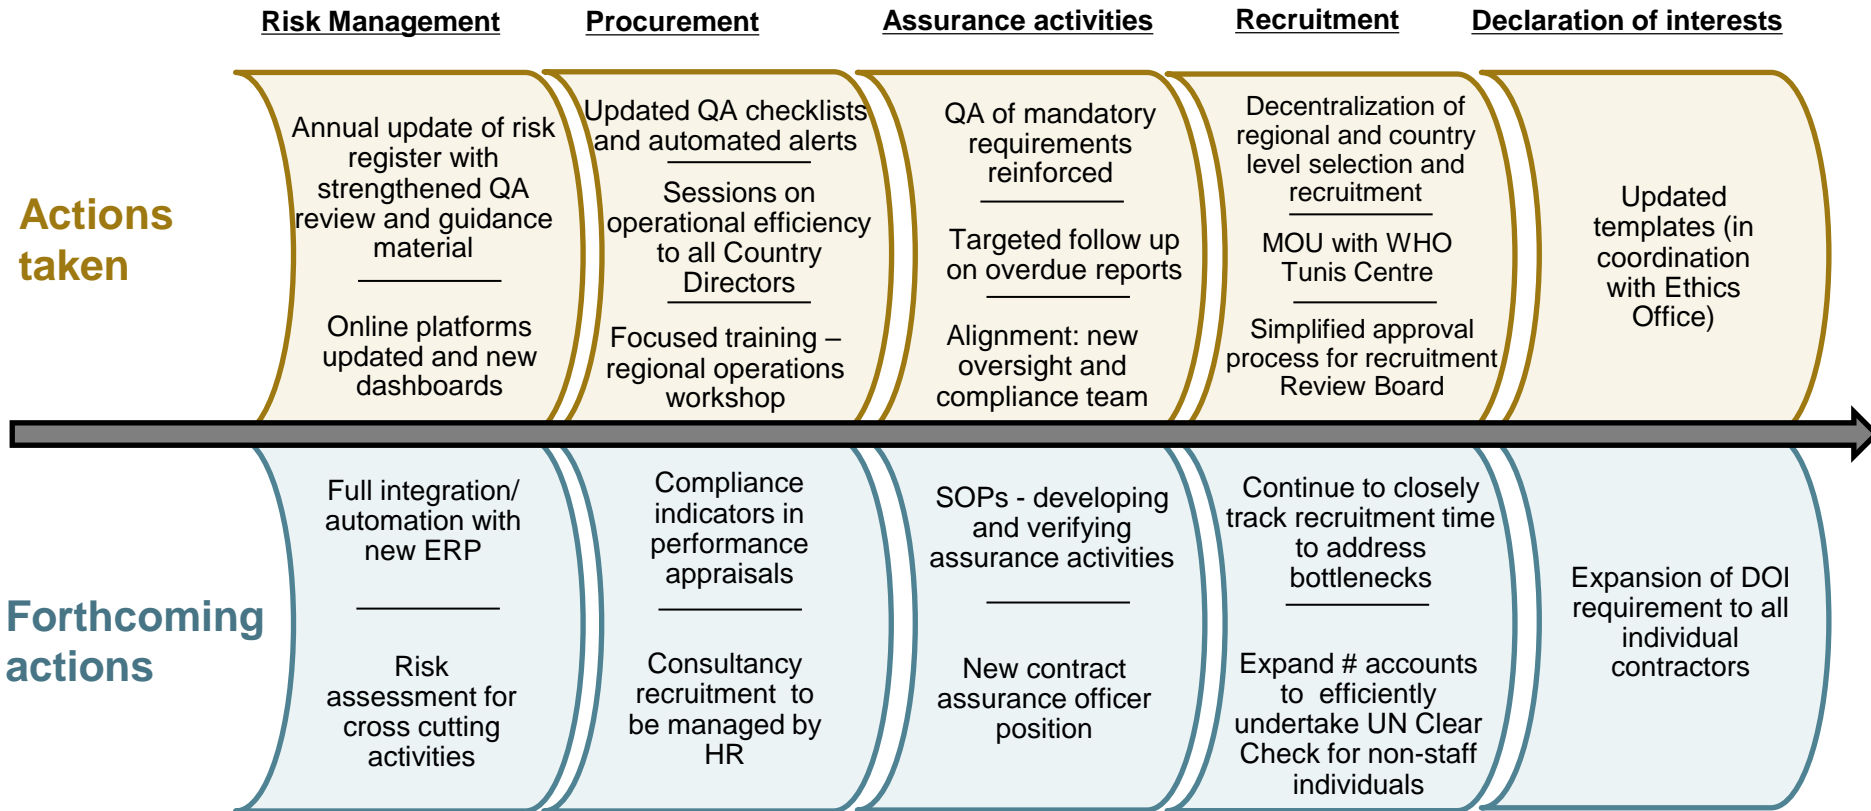 Risk Management
Procurement
Assurance activities
Recruitment
Declaration of interests
Actions
taken
Annual update of risk
register with
strengthened QA
review and guidance
material
Online platforms
updated and new
dashboards
Updated QA checklists
and automated alerts
Sessions on
operational efficiency
to all Country
Directors
Focused training –
regional operations
workshop
QA of mandatory
requirements
reinforced
Targeted follow up
on overdue reports
Alignment: new
oversight and
compliance team
Decentralization of
regional and country
level selection and
recruitment
MOU with WHO
Tunis Centre
Simplified approval
process for recruitment
Review Board
Updated
templates (in
coordination
with Ethics
Office)
Forthcoming
actions
Full integration/
automation with
new ERP
Risk
assessment for
cross cutting
activities
Compliance
indicators in
performance
appraisals
Consultancy
recruitment to
be managed by
HR
SOPs - developing
and verifying
assurance activities
New contract
assurance officer
position
Continue to closely
track recruitment time
to address
bottlenecks
Expand # accounts
to efficiently
undertake UN Clear
Check for non-staff
individuals
Expansion of DOI
requirement to all
individual
contractors